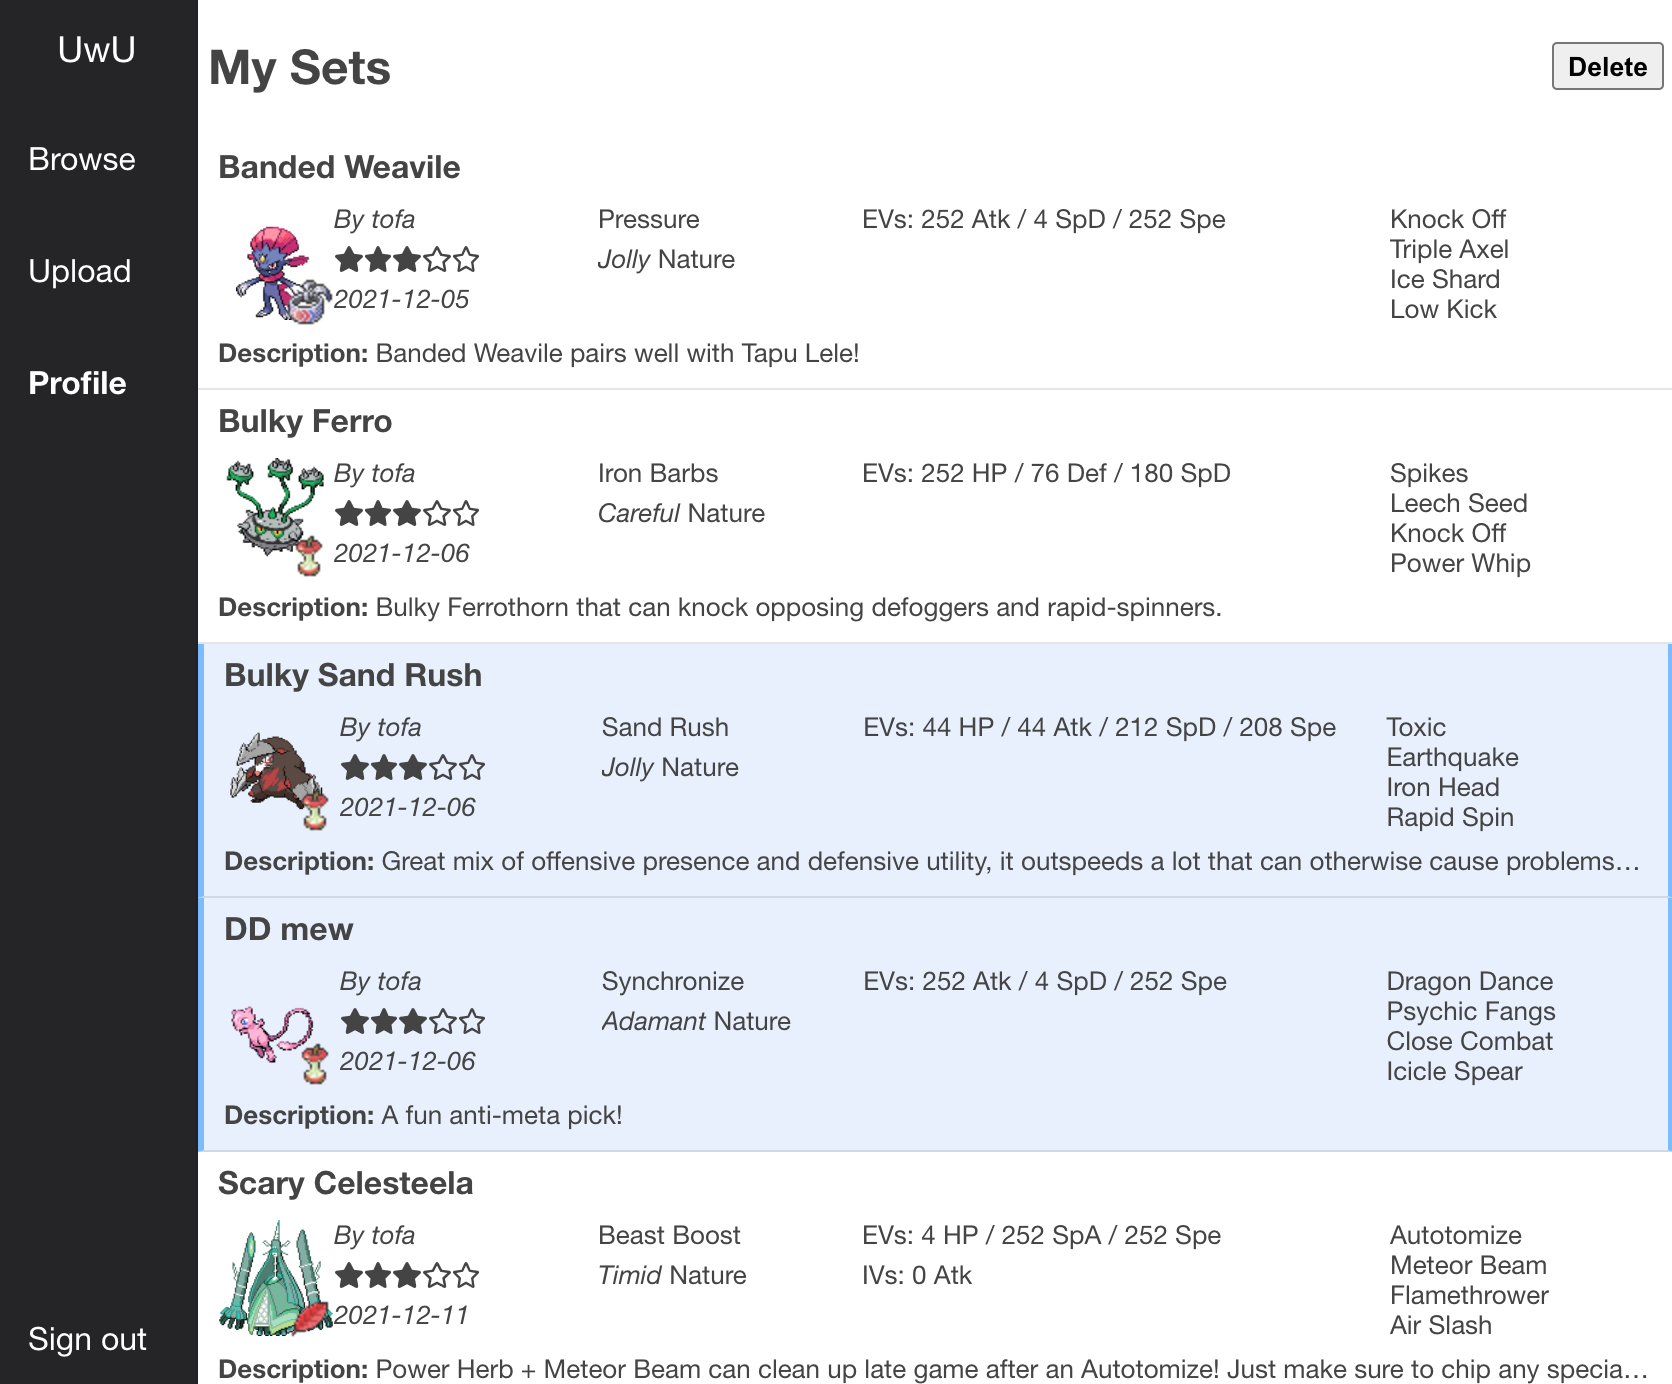 UwU
Browse
Upload
Profile
Sign out
My Sets
Delete
Banded Weavile
By tofa
2021-12-05
Pressure
Jolly Nature
EVs: 252 Atk / 4 SpD / 252 Spe
Knock Off
Triple Axel
Ice Shard
Low Kick
Description: Banded Weavile pairs well with Tapu Lele!
Bulky Ferro
By tofa
2021-12-06
Iron Barbs
Careful Nature
EVs: 252 HP / 76 Def / 180 SpD
Spikes
Leech Seed
Knock Off
Power Whip
Description: Bulky Ferrothorn that can knock opposing defoggers and rapid-spinners.
Bulky Sand Rush
By tofa
2021-12-06
Sand Rush
Jolly Nature
EVs: 44 HP / 44 Atk / 212 SpD / 208 Spe
Toxic
Earthquake
Iron Head
Rapid Spin
Description: Great mix of offensive presence and defensive utility, it outspeeds a lot that can otherwise cause problems…
DD mew
By tofa
2021-12-06
Synchronize
Adamant Nature
EVs: 252 Atk / 4 SpD / 252 Spe
Dragon Dance
Psychic Fangs
Close Combat
Icicle Spear
Description: A fun anti-meta pick!
Scary Celesteela
By tofa
2021-12-11
Beast Boost
Timid Nature
EVs: 4 HP / 252 SpA / 252 Spe
IVs: 0 Atk
Autotomize
Meteor Beam
Flamethrower
Air Slash
Description: Power Herb + Meteor Beam can clean up late game after an Autotomize! Just make sure to chip any specia…